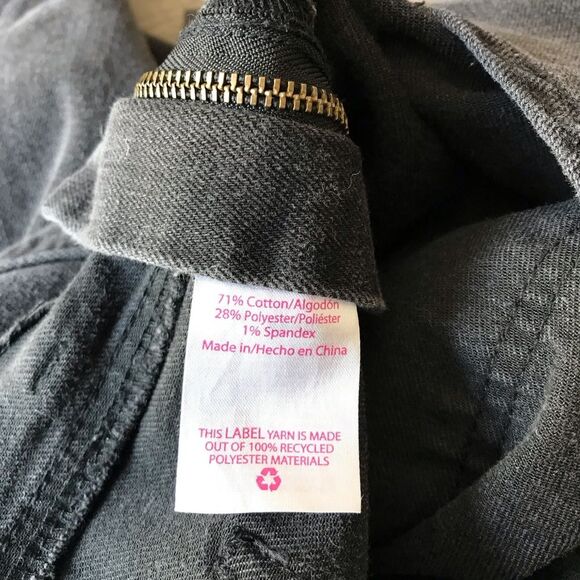 71% Cotton/Algodón
28% Polyester/Poliéster
1% Spandex
Made in/Hecho en China
THIS LABEL YARN IS MADE
OUT OF 100% RECYCLED
POLYESTER MATERIALS